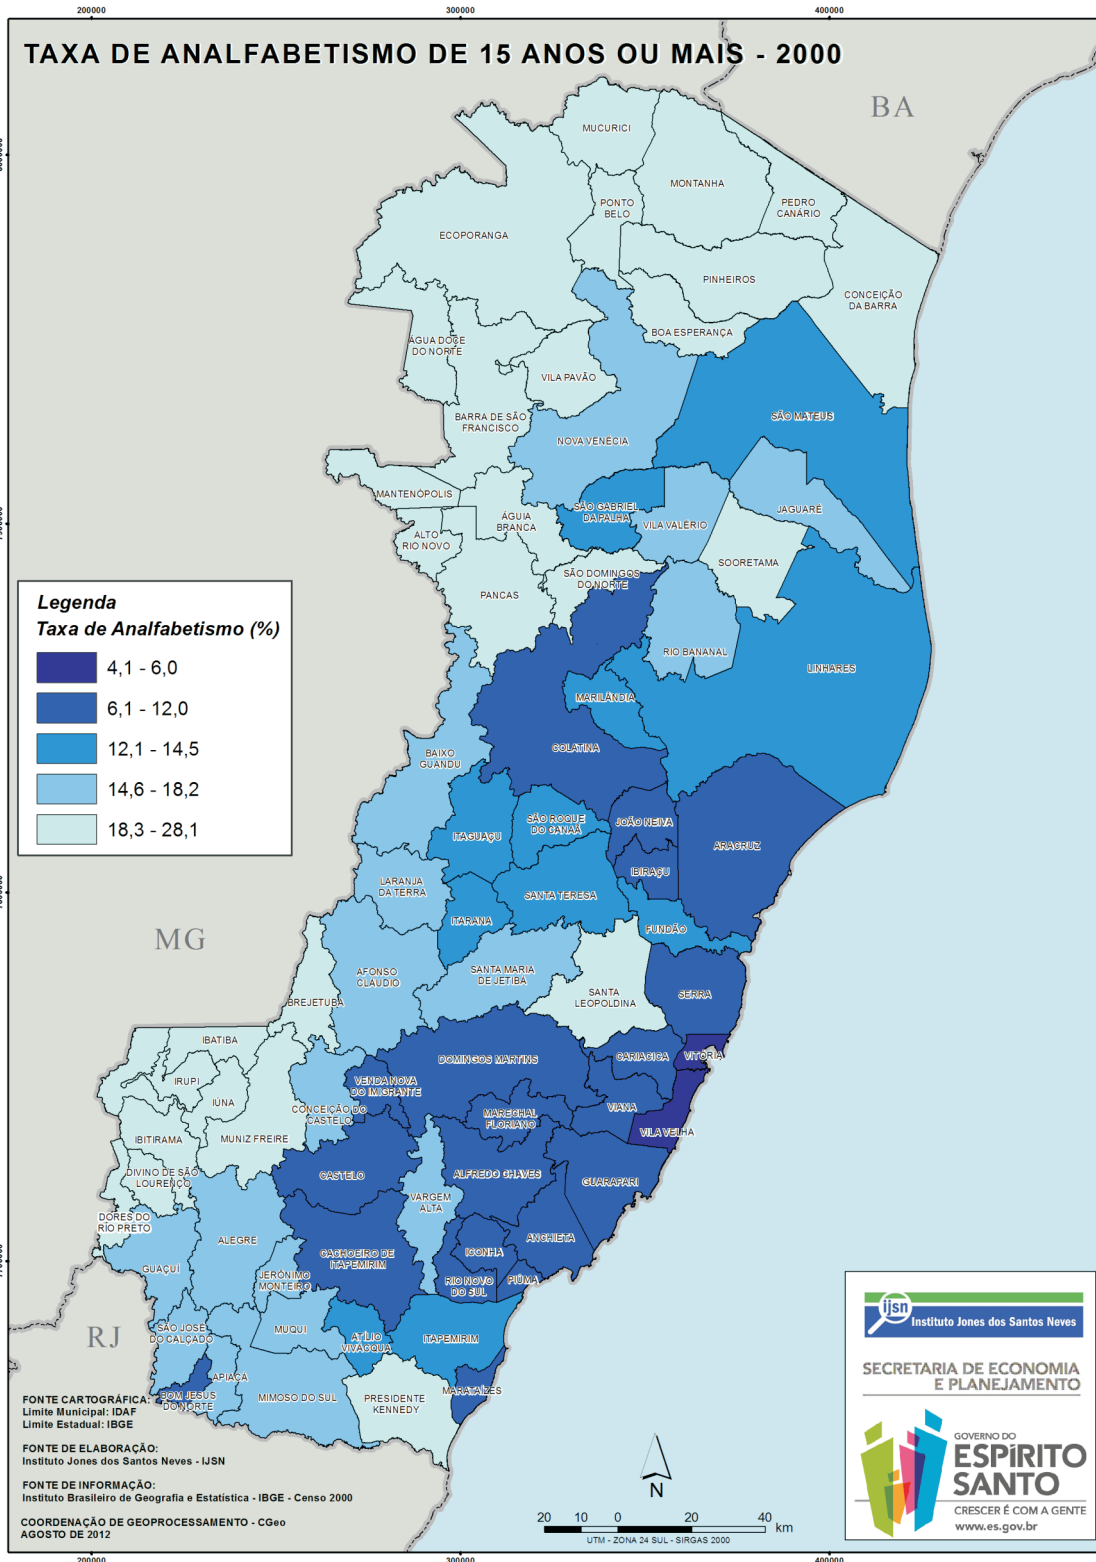 200000
300000
400000
TAXA DE ANALFABETISMO DE 15 ANOS OU MAIS - 2000
BA
MUCURICI
MONTANHA
PONTO
BELO
PEDRO
CANÁRIO
ECOPORANGA
PINHEIROS
CONCEIÇÃO
DA BARRA
BOA ESPERANÇA
ÁGUA DOCE
DO NORTE
VILA PAVÃO
BARRA DE SÃO
FRANCISCO
SÃO MATEUS
NOVA VENÉCIA
MANTENÓPOLIS
ÁGUIA
BRANCA
SÃO GABRIEL
DA PALHA
VILA VALÉRIO
JAGUARÉ
ALTO
RIO NOVO
SOORETAMA
SÃO DOMINGOS
DO NORTE
PANCAS
RIO BANANAL
LINHARES
MARILÂNDIA
COLATINA
BAIXO
GUANDU
Legenda
Taxa de Analfabetismo (%)
4,1 - 6,0
6,1 - 12,0
12,1 - 14,5
14,6 - 18,2
18,3 - 28,1
ITAGUAÇU
SÃO ROQUE
DO CANAÃ
JOÃO NEIVA
ARACRUZ
IBIRAÇU
LARANJA
DA TERRA
SANTA TERESA
ITARANA
FUNDÃO
MG
AFONSO
CLÁUDIO
SANTA MARIA
DE JETIBÁ
SANTA
LEOPOLDINA
SERRA
BREJETUBA
IBATIBA
DOMINGOS MARTINS
CARIACICA
VITÓRIA
IRUPI
VENDA NOVA
DO IMIGRANTE
IÚNA
CONCEIÇÃO DO
CASTELO
MARECHAL
FLORIANO
VIANA
VILA VELHA
IBITIRAMA
MUNIZ FREIRE
DIVINO DE SÃO
LOURENÇO
CASTELO
ALFREDO CHAVES
GUARAPARI
VARGEM
ALTA
DORES DO
RIO PRETO
ALEGRE
ANCHIETA
CACHOEIRO DE
ITAPEMIRIM
ICONHA
GUAÇUÍ
JERÔNIMO
MONTEIRO
RIO NOVO
DO SUL
PIÚMA
SÃO JOSÉ
DO CALÇADO
MUQUI
ATÍLIO
VIVACQUA
ITAPEMIRIM
RJ
APIACÁ
BOM JESUS
DO NORTE
MIMOSO DO SUL
PRESIDENTE
KENNEDY
MARATAÍZES
FONTE CARTOGRÁFICA:
Limite Municipal: IDAF
Limite Estadual: IBGE
FONTE DE ELABORAÇÃO:
Instituto Jones dos Santos Neves - IJSN
FONTE DE INFORMAÇÃO:
Instituto Brasileiro de Geografia e Estatística - IBGE - Censo 2000
COORDENAÇÃO DE GEOPROCESSAMENTO - CGeo
AGOSTO DE 2012
N
20 10 0 20 40 km
UTM - ZONA 24 SUL - SIRGAS 2000
ijsn
Instituto Jones dos Santos Neves
SECRETARIA DE ECONOMIA
E PLANEJAMENTO
GOVERNO DO
ESPÍRITO
SANTO
CRESCER É COM A GENTE
www.es.gov.br
200000
300000
400000